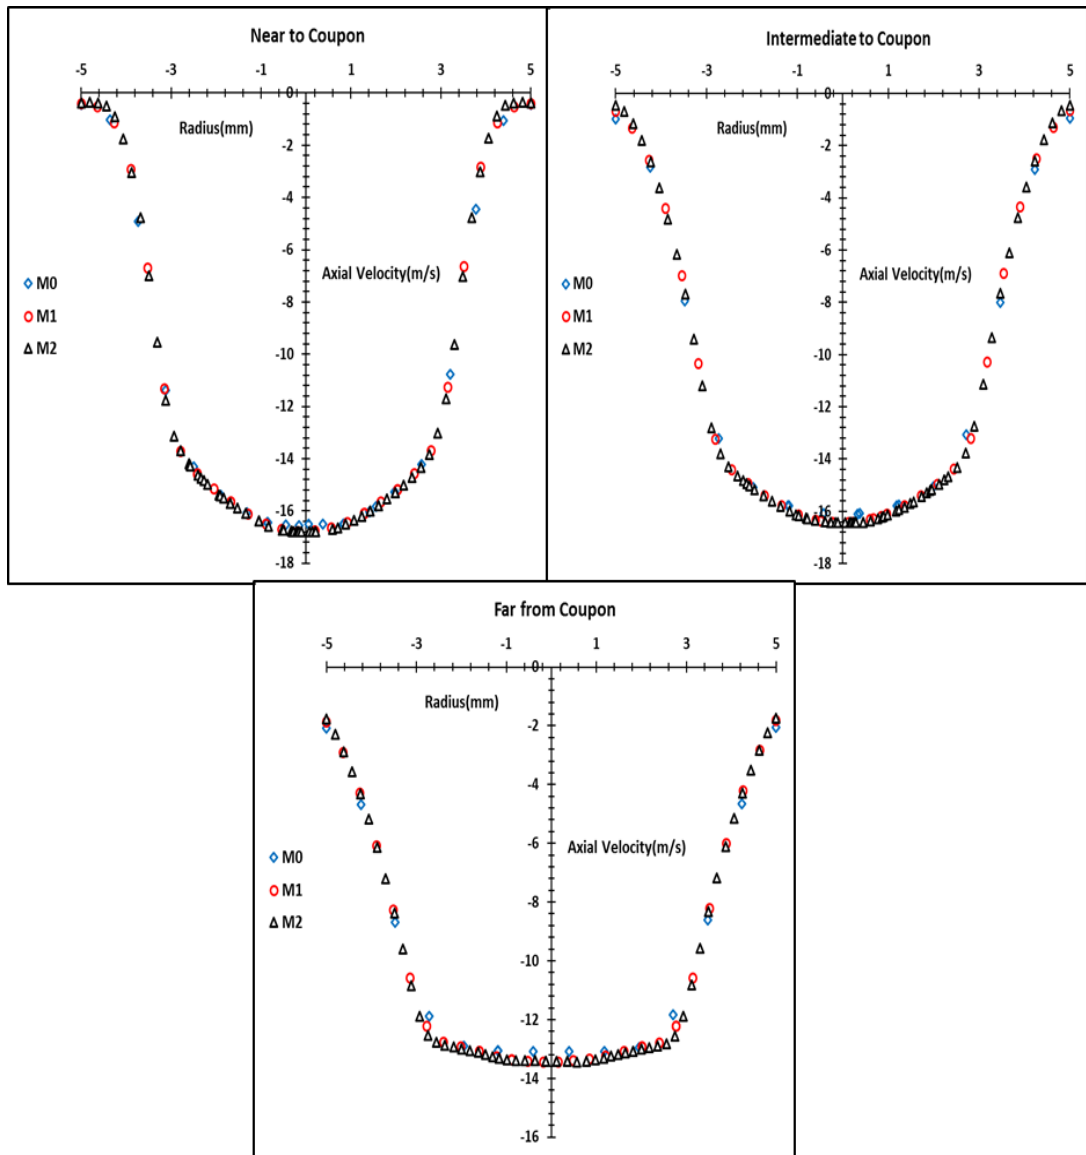 Near to Coupon
-5 -3 -1 1 3 5
0
Radius(mm)
-2
-4
-6
Axial Velocity(m/s)
M0
-8
M1
M2
-10
-12
-14
-16
-18
Intermediate to Coupon
-5 -3 -1 1 3 5
0
Radius(mm)
-2
-4
-6
Axial Velocity(m/s)
M0
-8
M1
M2
-10
-12
-14
-16
-18
Far from Coupon
-5 -3 -1 1 3 5
0
Radius(mm)
-2
-4
-6
Axial Velocity(m/s)
M0
M1
-8
M2
-10
-12
-14
-16